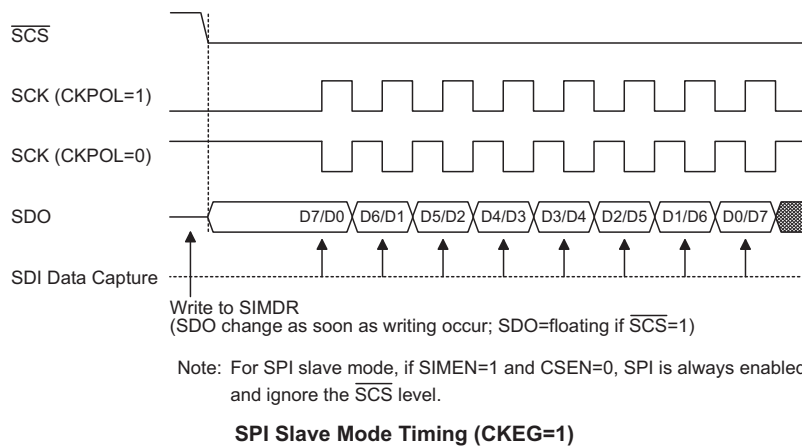 SCS
SCK (CKPOL=1)
SCK (CKPOL=0)
SDO
D7/D0 D6/D1 D5/D2 D4/D3 D3/D4 D2/D5 D1/D6 D0/D7
SDI Data Capture
Write to SIMDR
(SDO change as soon as writing occur; SDO=floating if SCS=1)
Note: For SPI slave mode, if SIMEN=1 and CSEN=0, SPI is always enabled
and ignore the SCS level.
SPI Slave Mode Timing (CKEG=1)